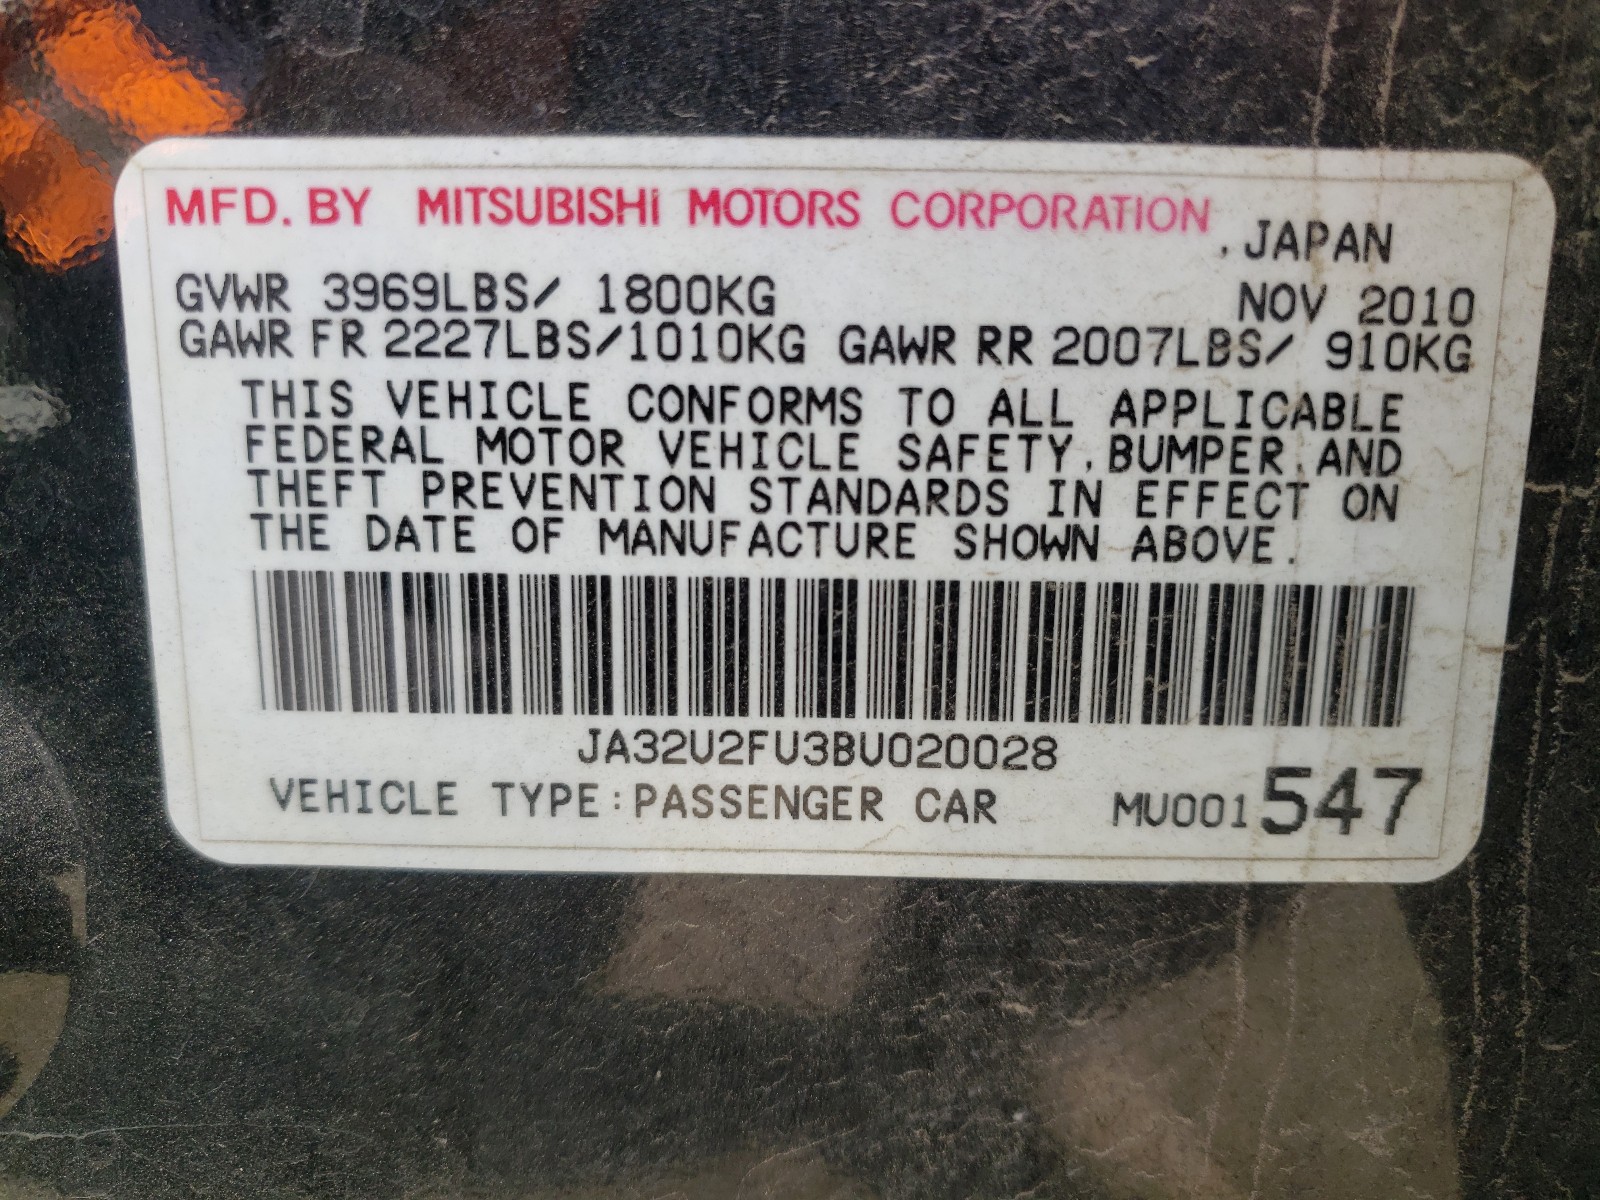 MFD. BY MITSUBISHI MOTORS CORPORATION , JAPAN
GVWR 3969LBS/ 1800KG NOV 2010
GAWR FR 2227LBS/1010KG GAWR RR 2007LBS/ 910KG
THIS VEHICLE CONFORMS TO ALL APPLICABLE
FEDERAL MOTOR VEHICLE SAFETY, BUMPER, AND
THEFT PREVENTION STANDARDS IN EFFECT ON
THE DATE OF MANUFACTURE SHOWN ABOVE.
JA32U2FU3BU020028
VEHICLE TYPE:PASSENGER CAR MU001547